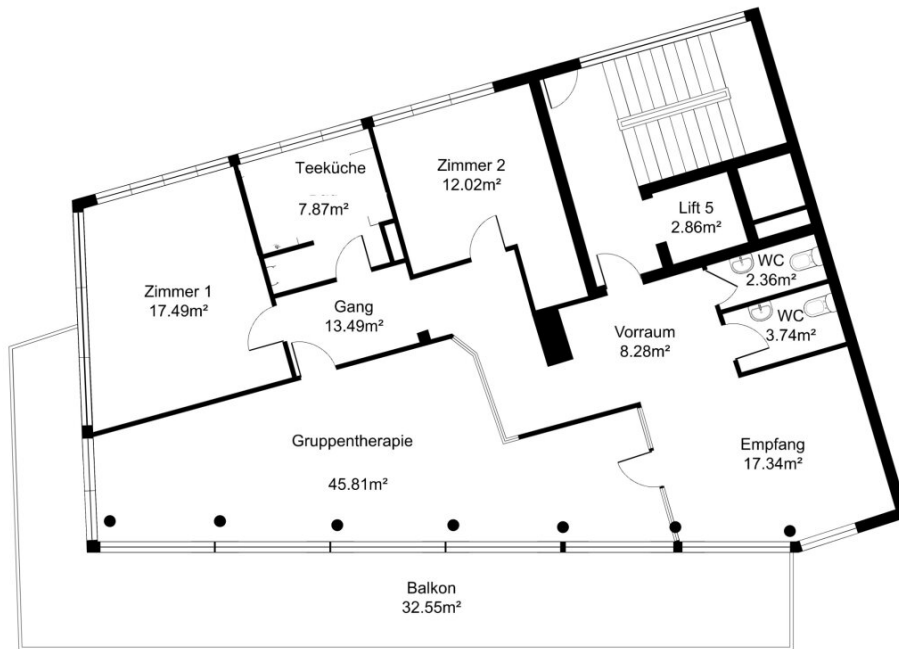 Teeküche
7.87m²
Zimmer 2
12.02m²
Lift 5
2.86m²
WC
2.36m²
WC
3.74m²
Zimmer 1
17.49m²
Gang
13.49m²
Vorraum
8.28m²
Gruppentherapie
45.81m²
Empfang
17.34m²
Balkon
32.55m²